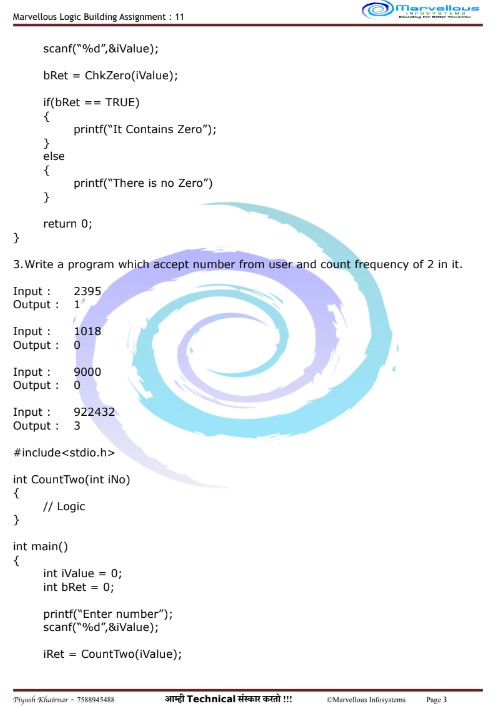 Marvellous Logic Building Assignment : 11
Marvellous
INFOSYSTEMS
Educating For Better Tomorrow
scanf("%d",&iValue);
bRet = ChkZero(iValue);
if(bRet == TRUE)
{
printf("It Contains Zero");
}
else
{
printf("There is no Zero")
}
return 0;
}
3.Write a program which accept number from user and count frequency of 2 in it.
Input : 2395
Output : 1
Input : 1018
Output : 0
Input : 9000
Output : 0
Input : 922432
Output : 3
#include<stdio.h>
int CountTwo(int iNo)
{
// Logic
}
int main()
{
int iValue = 0;
int bRet = 0;
printf("Enter number");
scanf("%d",&iValue);
iRet = CountTwo(iValue);
Piyush Khairnar - 7588945488 आम्ही Technical संस्कार करतो !!! ©Marvellous Infosystems Page 3